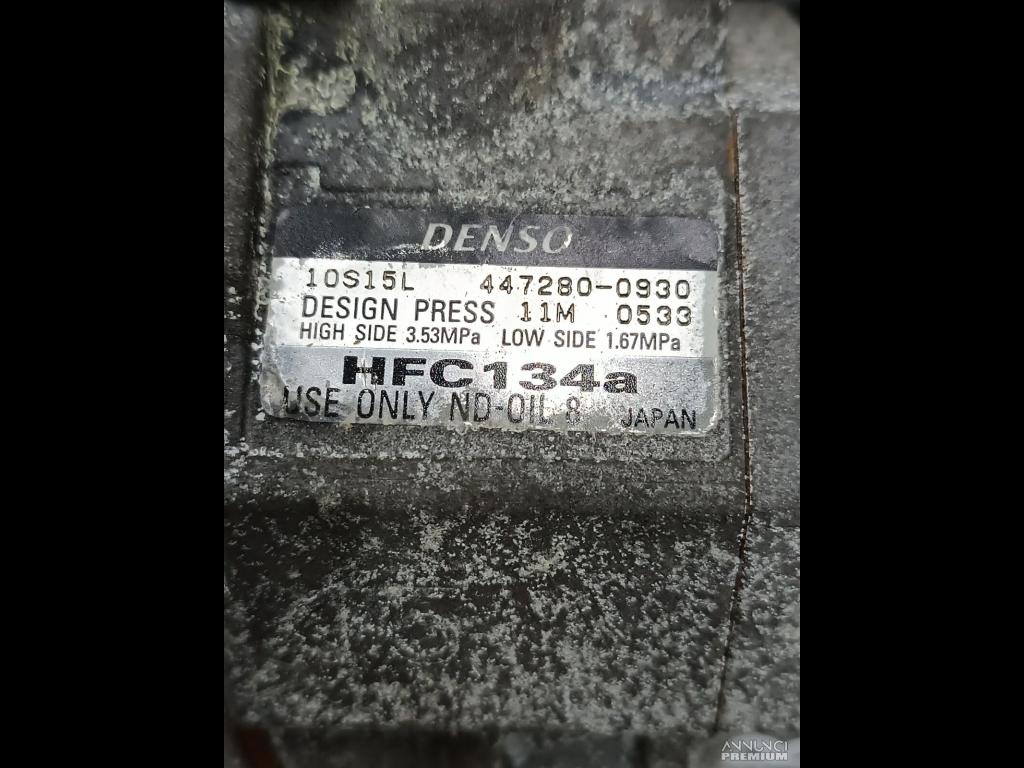 DENSO
10S15L 447280-0930
DESIGN PRESS 11M 0533
HIGH SIDE 3.53MPa LOW SIDE 1.67MPa
HFC134a
USE ONLY ND-OIL 8 JAPAN
ANNUNCI
PREMIUM